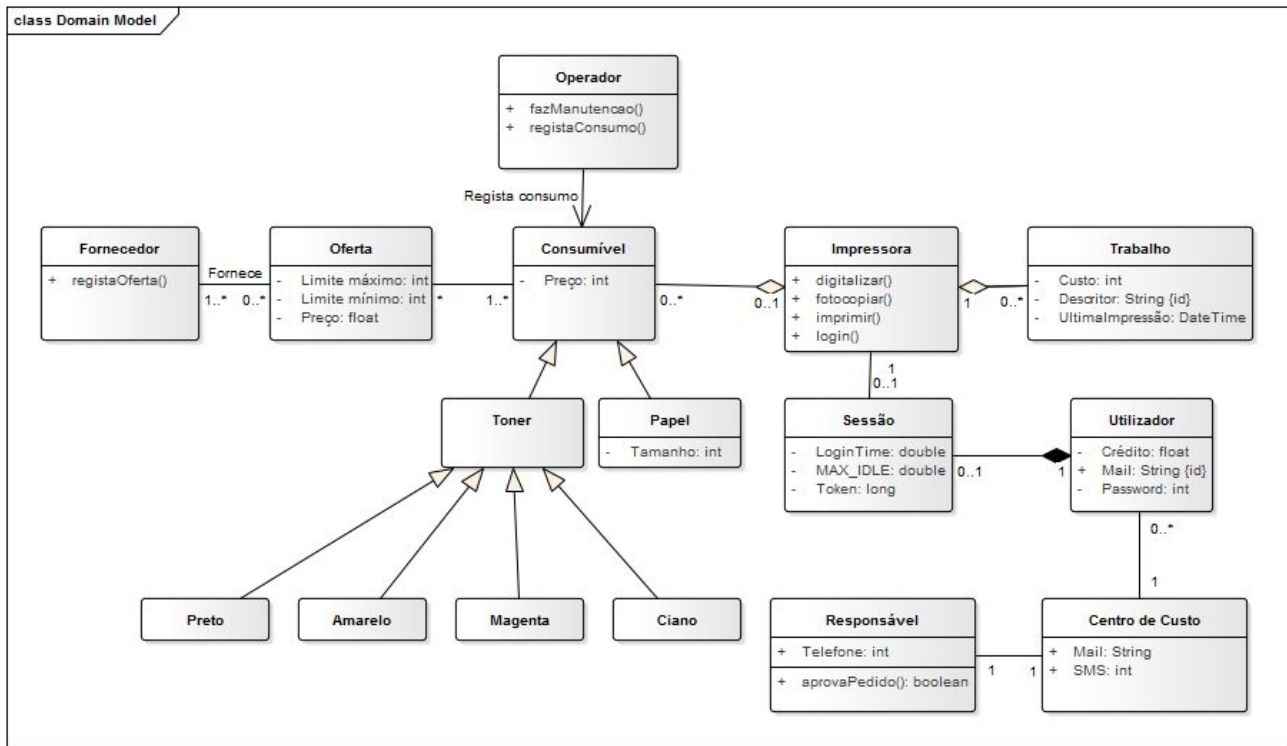 class Domain Model
Operador
+ fazManutencao()
+ registaConsumo()
Regista consumo
Fornecedor
+ registaOferta()
Fornece
1..*
0..*
Oferta
- Limite máximo: int
- Limite mínimo: int
- Preço: float
*
1..*
Consumível
- Preço: int
0..*
0..1
Impressora
+ digitalizar()
+ fotocopiar()
+ imprimir()
+ login()
1
0..*
Trabalho
- Custo: int
- Descritor: String {id}
- UltimaImpressão: DateTime
1
0..1
Toner
Papel
- Tamanho: int
Sessão
- LoginTime: double
- MAX_IDLE: double
- Token: long
0..1
1
Utilizador
- Crédito: float
+ Mail: String {id}
- Password: int
0..*
1
Preto
Amarelo
Magenta
Ciano
Responsável
+ Telefone: int
+ aprovaPedido(): boolean
1
1
Centro de Custo
+ Mail: String
+ SMS: int